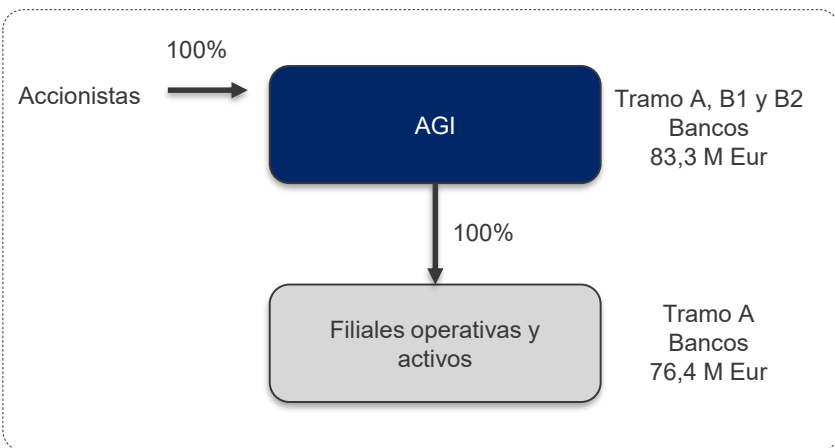 100%
Accionistas
AGI
Tramo A, B1 y B2
Bancos
83,3 M Eur
100%
Filiales operativas y
activos
Tramo A
Bancos
76,4 M Eur